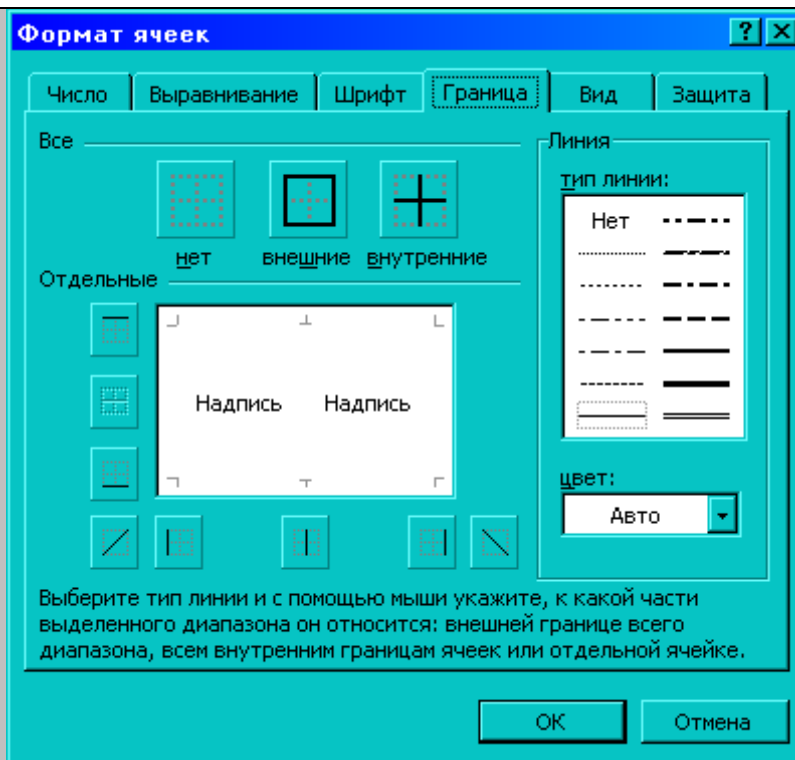 Формат ячеек
Число Выравнивание Шрифт Граница Вид Защита
Все
нет внешние внутренние
Отдельные
Надпись Надпись
Линия
тип линии:
Нет
цвет:
Авто
Выберите тип линии и с помощью мыши укажите, к какой части
выделенного диапазона он относится: внешней границе всего
диапазона, всем внутренним границам ячеек или отдельной ячейке.
ОК Отмена